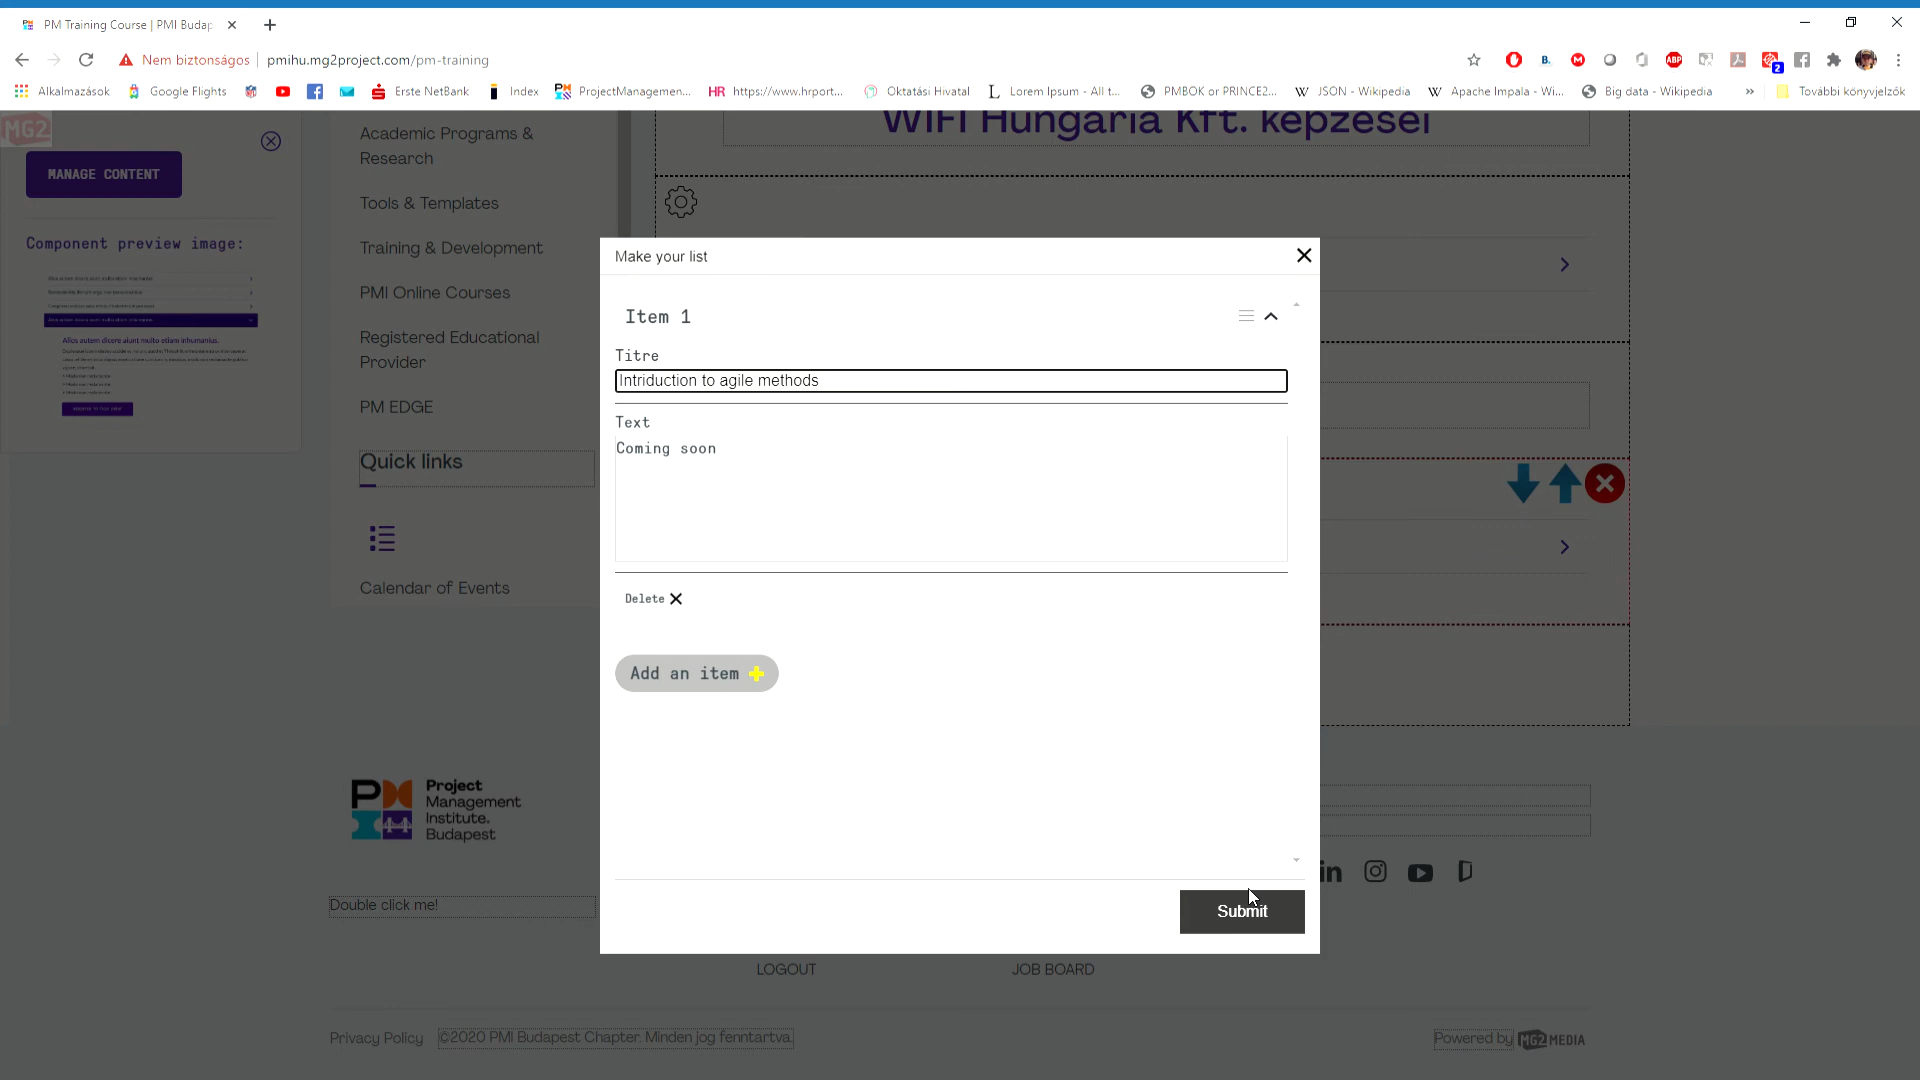 PM Training Course | PMI Budap
Nem biztonságos
pmihu.mg2project.com/pm-training
ABP
2
Alkalmazások
Google Flights
Erste NetBank
Index
ProjectManagemen...
HR
https://www.hrport...
Oktatási Hivatal
Lorem Ipsum - All t...
PMBOK or PRINCE2...
JSON - Wikipedia
Apache Impala - Wi...
Big data - Wikipedia
»
További könyvjelzők
MG2
MANAGE CONTENT
Component preview image:
Academic Programs &
Research
Tools & Templates
Training & Development
PMI Online Courses
Registered Educational
Provider
PM EDGE
Quick links
Calendar of Events
WIFI Hungária Kft. képzései
Make your list
Item 1
Titre
Intriduction to agile methods
Text
Coming soon
Delete
Add an item
Submit
Project
Management
Institute.
Budapest
Double click me!
LOGOUT
JOB BOARD
Privacy Policy
©2020 PMI Budapest Chapter. Minden jog fenntartva.
Powered by
MG2 MEDIA